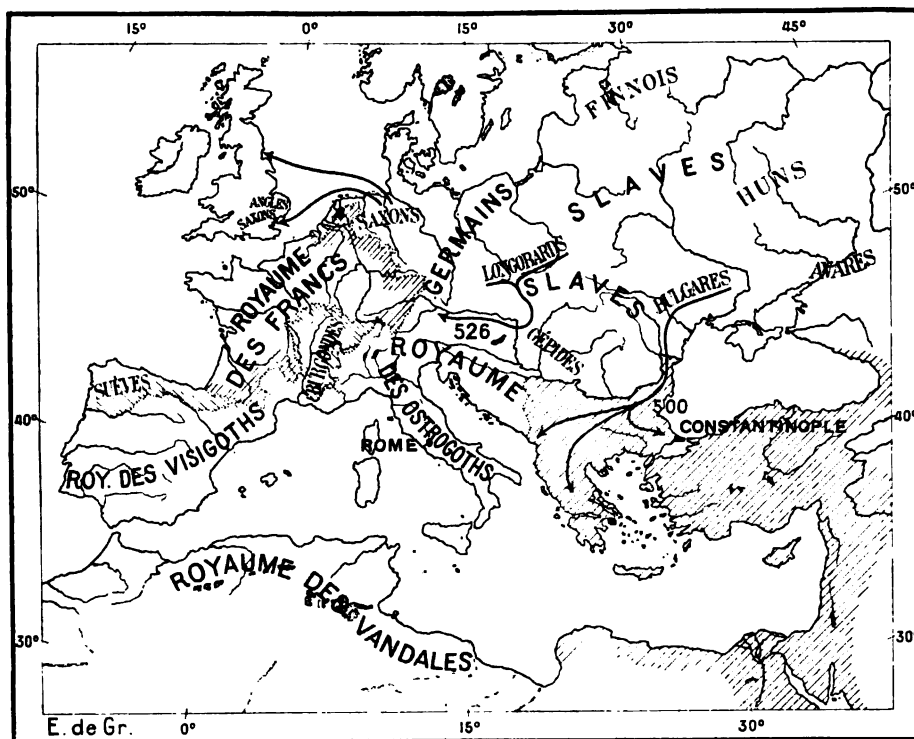 15° 0° 15° 30° 45°
FINNOIS
SLAVES
HUNS
50° 50°
ANGLES
SAXONS
SAXONS
GERMAINS
LONGOBARDS
SLAVES
BULGARES
AVARES
ROYAUME
DES FRANCS
BURGONDES
526
GÉPIDES
ROYAUME
DES OSTROGOTHS
SUÈVES
40° 40°
500
CONSTANTINOPLE
ROME
ROY. DES VISIGOTHS
ROYAUME DES VANDALES
30° 30°
E. de Gr. 0° 15° 30°